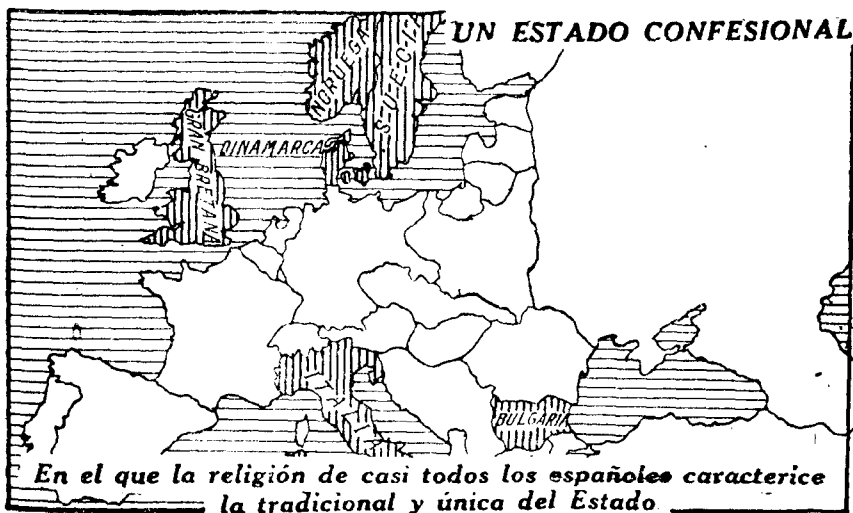 UN ESTADO CONFESIONAL
NORUEGA
SUECIA
GRAN BRETAÑA
DINAMARCA
ITALIA
BULGARIA
En el que la religión de casi todos los españoles caracterice
la tradicional y única del Estado